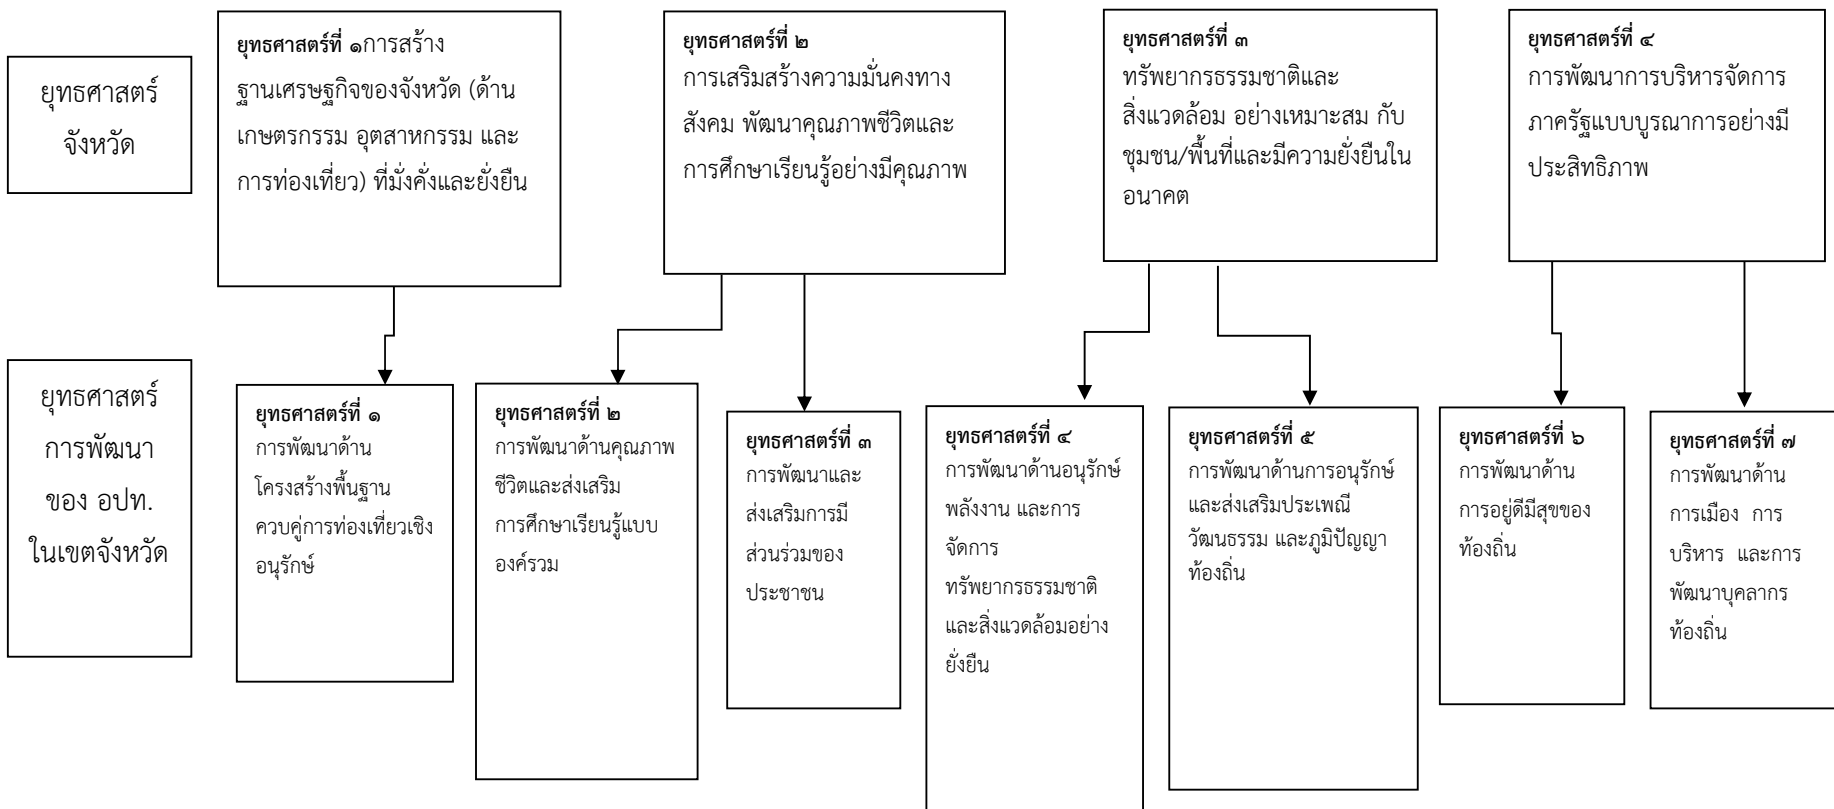 ยุทธศาสตร์
จังหวัด
ยุทธศาสตร์ที่ ๑การสร้าง
ฐานเศรษฐกิจของจังหวัด (ด้าน
เกษตรกรรม อุตสาหกรรม และ
การท่องเที่ยว) ที่มั่งคั่งและยั่งยืน
ยุทธศาสตร์ที่ ๒
การเสริมสร้างความมั่นคงทาง
สังคม พัฒนาคุณภาพชีวิตและ
การศึกษาเรียนรู้อย่างมีคุณภาพ
ยุทธศาสตร์ที่ ๓
ทรัพยากรธรรมชาติและ
สิ่งแวดล้อม อย่างเหมาะสม กับ
ชุมชน/พื้นที่และมีความยั่งยืนใน
อนาคต
ยุทธศาสตร์ที่ ๔
การพัฒนาการบริหารจัดการ
ภาครัฐแบบบูรณาการอย่างมี
ประสิทธิภาพ
ยุทธศาสตร์
การพัฒนา
ของ อปท.
ในเขตจังหวัด
ยุทธศาสตร์ที่ ๑
การพัฒนาด้าน
โครงสร้างพื้นฐาน
ควบคู่การท่องเที่ยวเชิง
อนุรักษ์
ยุทธศาสตร์ที่ ๒
การพัฒนาด้านคุณภาพ
ชีวิตและส่งเสริม
การศึกษาเรียนรู้แบบ
องค์รวม
ยุทธศาสตร์ที่ ๓
การพัฒนาและ
ส่งเสริมการมี
ส่วนร่วมของ
ประชาชน
ยุทธศาสตร์ที่ ๔
การพัฒนาด้านอนุรักษ์
พลังงาน และการ
จัดการ
ทรัพยากรธรรมชาติ
และสิ่งแวดล้อมอย่าง
ยั่งยืน
ยุทธศาสตร์ที่ ๕
การพัฒนาด้านการอนุรักษ์
และส่งเสริมประเพณี
วัฒนธรรม และภูมิปัญญา
ท้องถิ่น
ยุทธศาสตร์ที่ ๖
การพัฒนาด้าน
การอยู่ดีมีสุขของ
ท้องถิ่น
ยุทธศาสตร์ที่ ๗
การพัฒนาด้าน
การเมือง การ
บริหาร และการ
พัฒนาบุคลากร
ท้องถิ่น